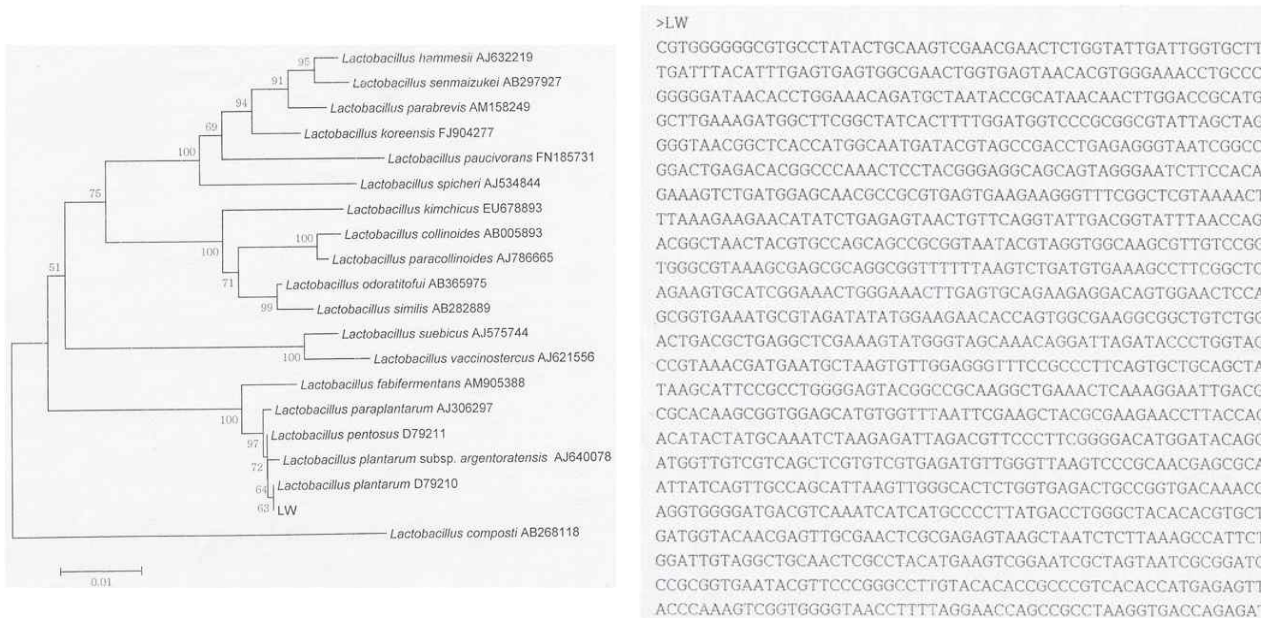 95
Lactobacillus hammesii AJ632219
91
Lactobacillus senmaizukei AB297927
94
Lactobacillus parabrevis AM158249
69
Lactobacillus koreensis FJ904277
100
Lactobacillus paucivorans FN185731
75
Lactobacillus spicheri AJ534844
Lactobacillus kimchicus EU678893
100
100
Lactobacillus collinoides AB005893
Lactobacillus paracollinoides AJ786665
51
71
Lactobacillus odoratitofui AB365975
99
Lactobacillus similis AB282889
Lactobacillus suebicus AJ575744
100
Lactobacillus vaccinostercus AJ621556
Lactobacillus fabifermentans AM905388
100
Lactobacillus paraplantarum AJ306297
97
Lactobacillus pentosus D79211
72
Lactobacillus plantarum subsp. argentoratensis AJ640078
64
Lactobacillus plantarum D79210
63
LW
Lactobacillus composti AB268118
0.01
>LW
CGTGGGGGGCGTGCCTATACTGCAAGTCGAACGAACTCTGGTATTGATTGGTGCTT
TGATTTACATTTGAGTGAGTGGCGAACTGGTGAGTAACACGTGGGAAACCTGCCC
GGGGGATAACACCTGGAAACAGATGCTAATACCGCATAACAACTTGGACCGCATG
GCTTGAAAGATGGCTTCGGCTATCACTTTTGGATGGTCCCGCGGCGTATTAGCTAG
GGGTAACGGCTCACCATGGCAATGATACGTAGCCGACCTGAGAGGGTAATCGGCC
GGACTGAGACACGGCCCAAACTCCTACGGGAGGCAGCAGTAGGGAATCTTCCACA
GAAAGTCTGATGGAGCAACGCCGCGTGAGTGAAGAAGGGTTTCGGCTCGTAAAACT
TTAAAGAAGAACATATCTGAGAGTAACTGTTCAGGTATTGACGGTATTTAACCAG
ACGGCTAACTACGTGCCAGCAGCCGCGGTAATACGTAGGTGGCAAGCGTTGTCCGG
TGGGCGTAAAGCGAGCGCAGGCGGTTTTTTAAGTCTGATGTGAAAGCCTTCGGCTC
AGAAGTGCATCGGAAACTGGGAAACTTGAGTGCAGAAGAGGACAGTGGAACTCCA
GCGGTGAAATGCGTAGATATATGGAAGAACACCAGTGGCGAAGGCGGCTGTCTGG
ACTGACGCTGAGGCTCGAAAGTATGGGTAGCAAACAGGATTAGATACCCTGGTAG
CCGTAAACGATGAATGCTAAGTGTTGGAGGGTTTCCGCCCTTCAGTGCTGCAGCTA
TAAGCATTCCGCCTGGGGAGTACGGCCGCAAGGCTGAAACTCAAAGGAATTGACG
CGCACAAGCGGTGGAGCATGTGGTTTAATTCGAAGCTACGCGAAGAACCTTACCAG
ACATACTATGCAAATCTAAGAGATTAGACGTTCCCTTCGGGGACATGGATACAGG
ATGGTTGTCGTCAGCTCGTGTCGTGAGATGTTGGGTTAAGTCCCGCAACGAGCGCA
ATTATCAGTTGCCAGCATTAAGTTGGGCACTCTGGTGAGACTGCCGGTGACAAACG
AGGTGGGGATGACGTCAAATCATCATGCCCCTTATGACCTGGGCTACACACGTGCT
GATGGTACAACGAGTTGCGAACTCGCGAGAGTAAGCTAATCTCTTAAAGCCATTCT
GGATTGTAGGCTGCAACTCGCCTACATGAAGTCGGAATCGCTAGTAATCGCGGATC
CCGCGGTGAATACGTTCCCGGGCCTTGTACACACCGCCCGTCACACCATGAGAGTT
ACCCAAAGTCGGTGGGGTAACCTTTTAGGAACCAGCCGCCTAAGGTGACCAGAGAT